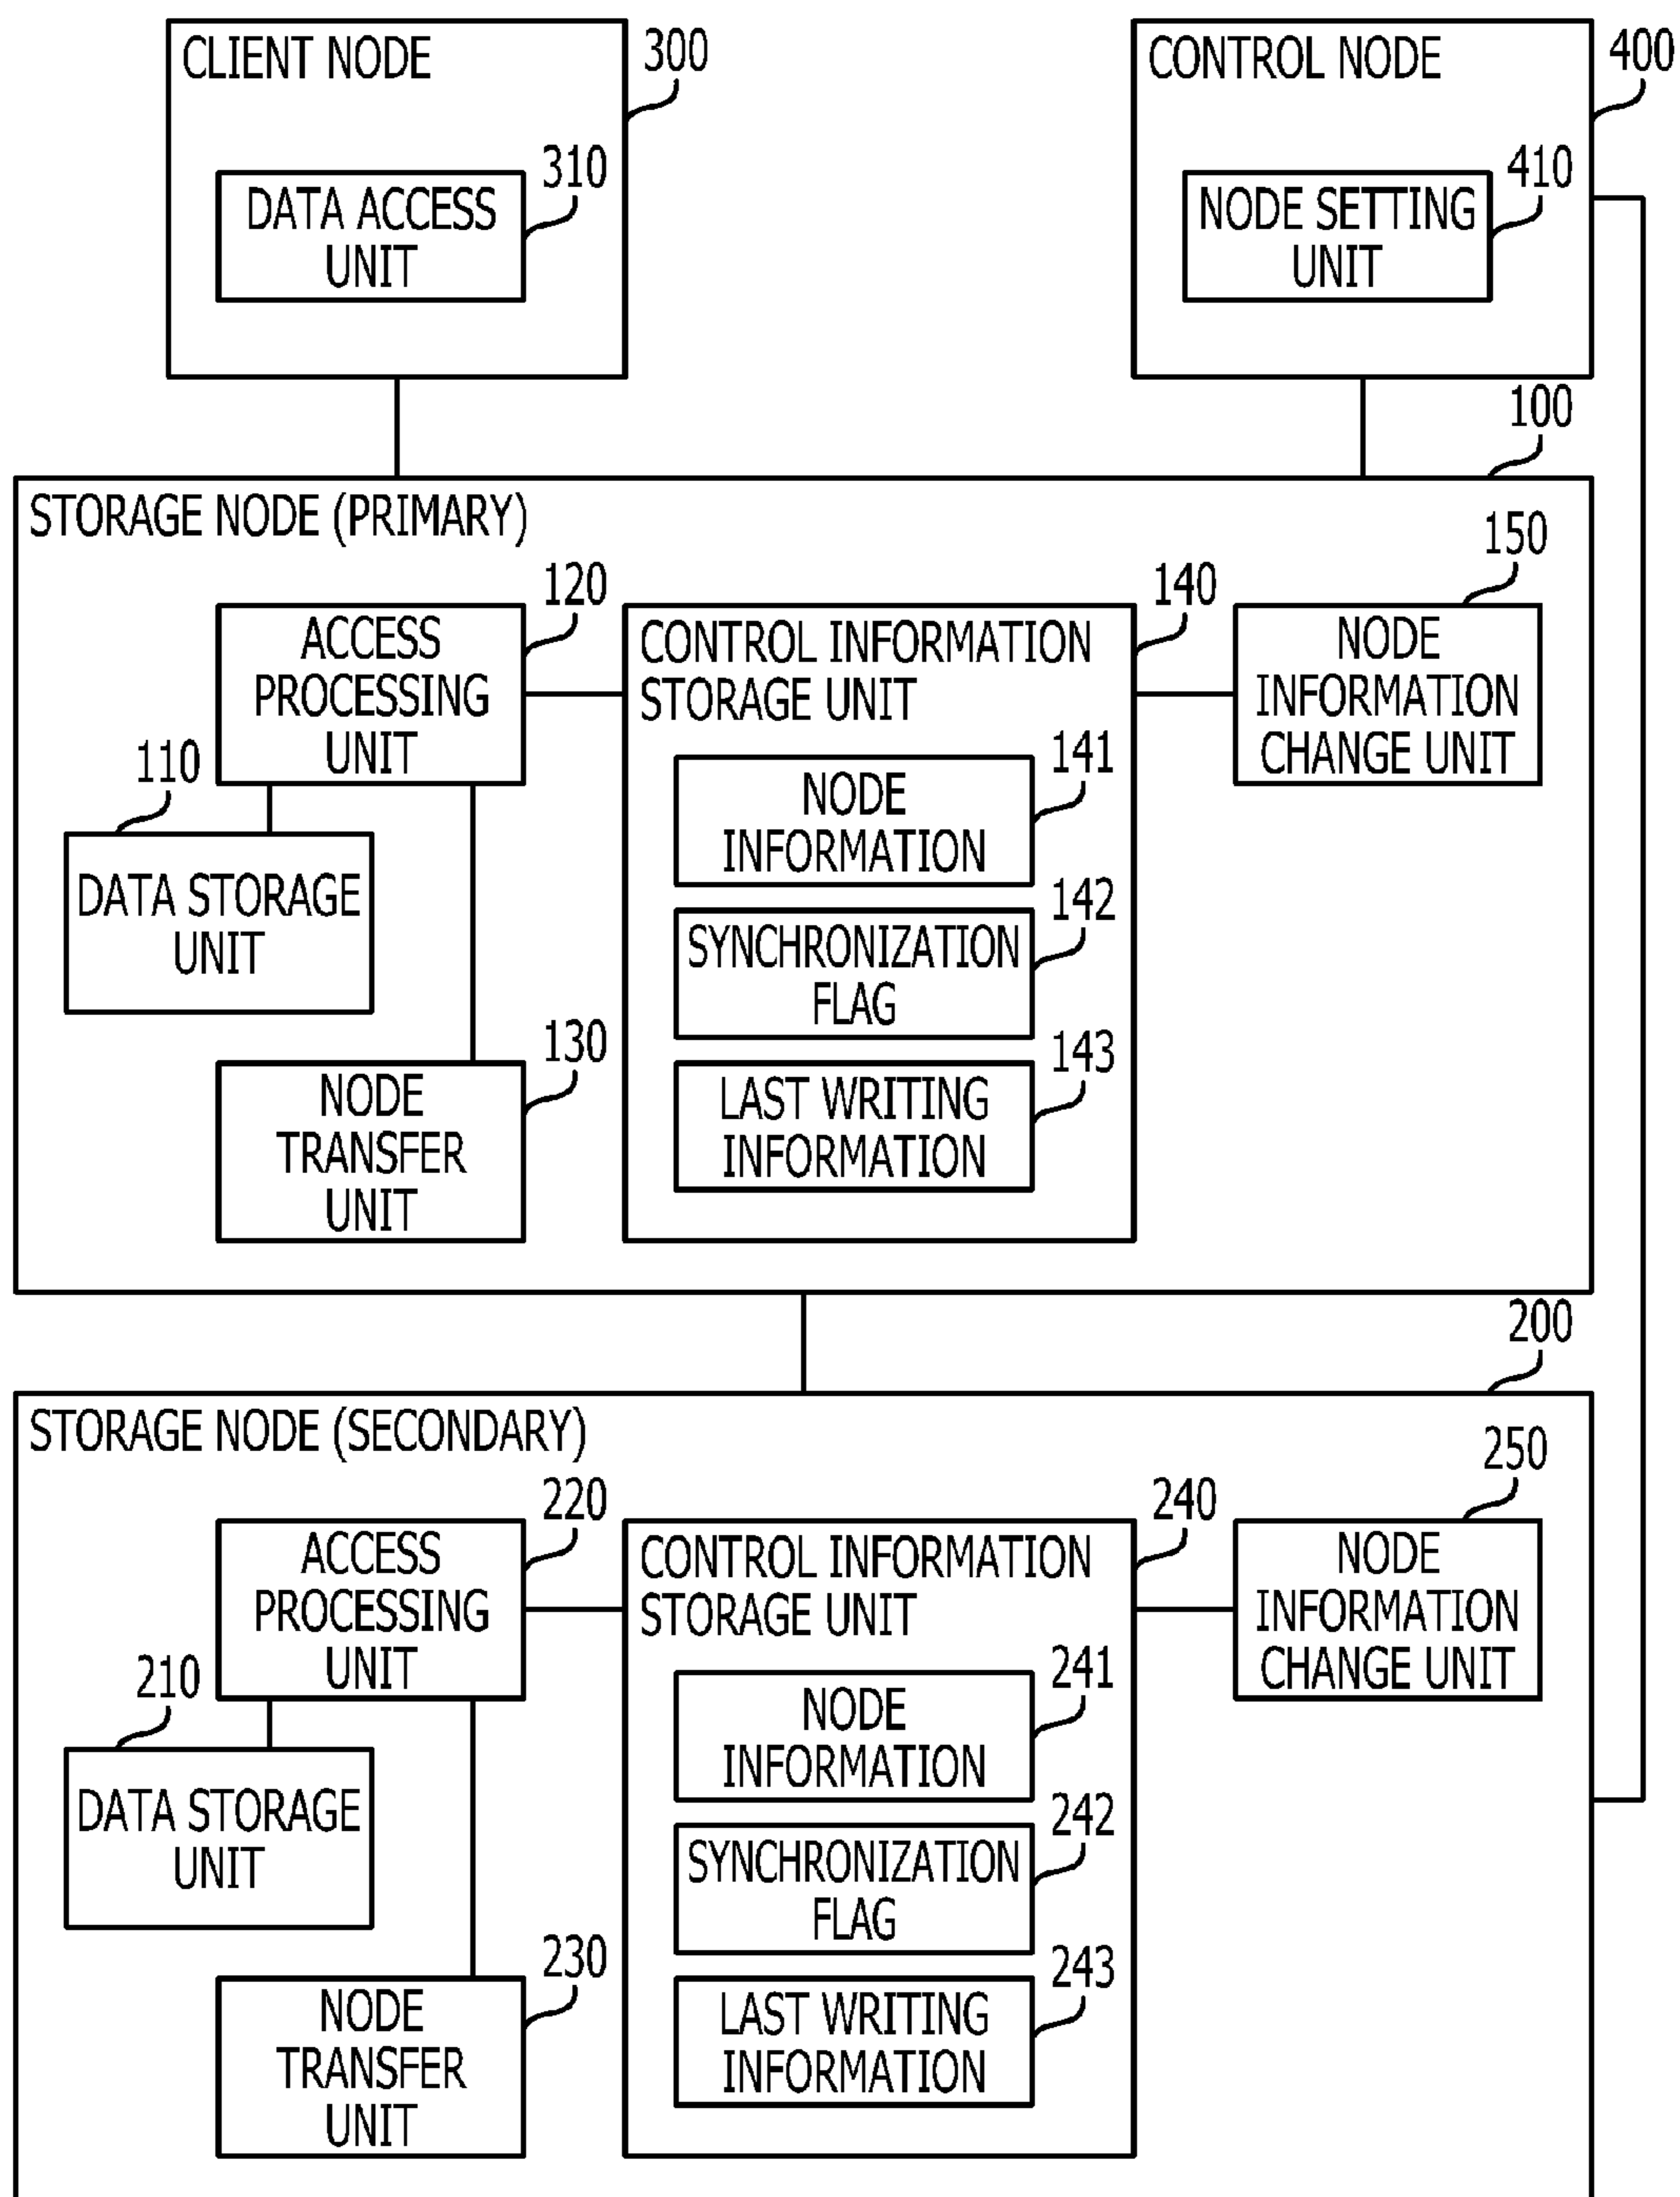 CLIENT NODE
300
DATA ACCESS
UNIT
310
CONTROL NODE
400
NODE SETTING
UNIT
410
100
STORAGE NODE (PRIMARY)
ACCESS
PROCESSING
UNIT
120
110
DATA STORAGE
UNIT
130
NODE
TRANSFER
UNIT
CONTROL INFORMATION
STORAGE UNIT
140
NODE
INFORMATION
141
SYNCHRONIZATION
FLAG
142
LAST WRITING
INFORMATION
143
150
NODE
INFORMATION
CHANGE UNIT
200
STORAGE NODE (SECONDARY)
ACCESS
PROCESSING
UNIT
220
210
DATA STORAGE
UNIT
230
NODE
TRANSFER
UNIT
CONTROL INFORMATION
STORAGE UNIT
240
NODE
INFORMATION
241
SYNCHRONIZATION
FLAG
242
LAST WRITING
INFORMATION
243
250
NODE
INFORMATION
CHANGE UNIT